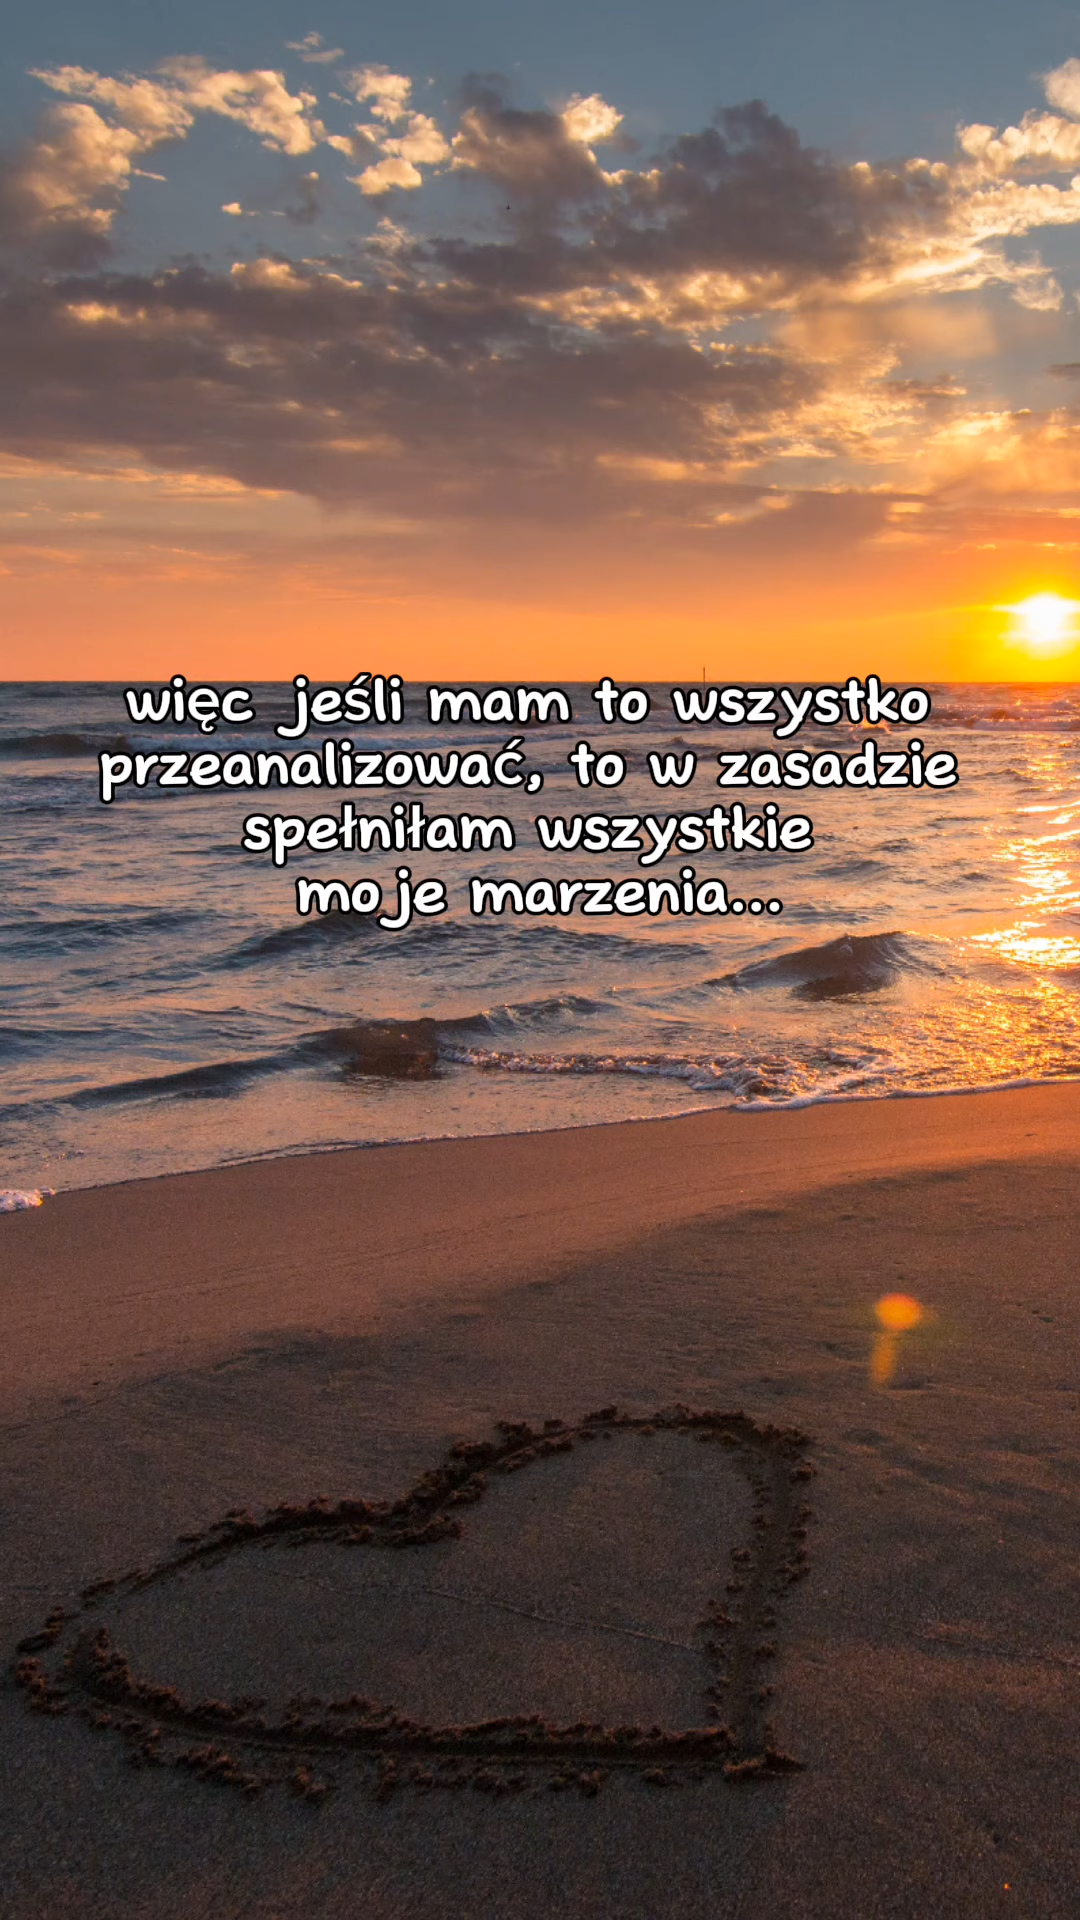 więc jeśli mam to wszystko
przeanalizować, to w zasadzie
spełniłam wszystkie
moje marzenia...